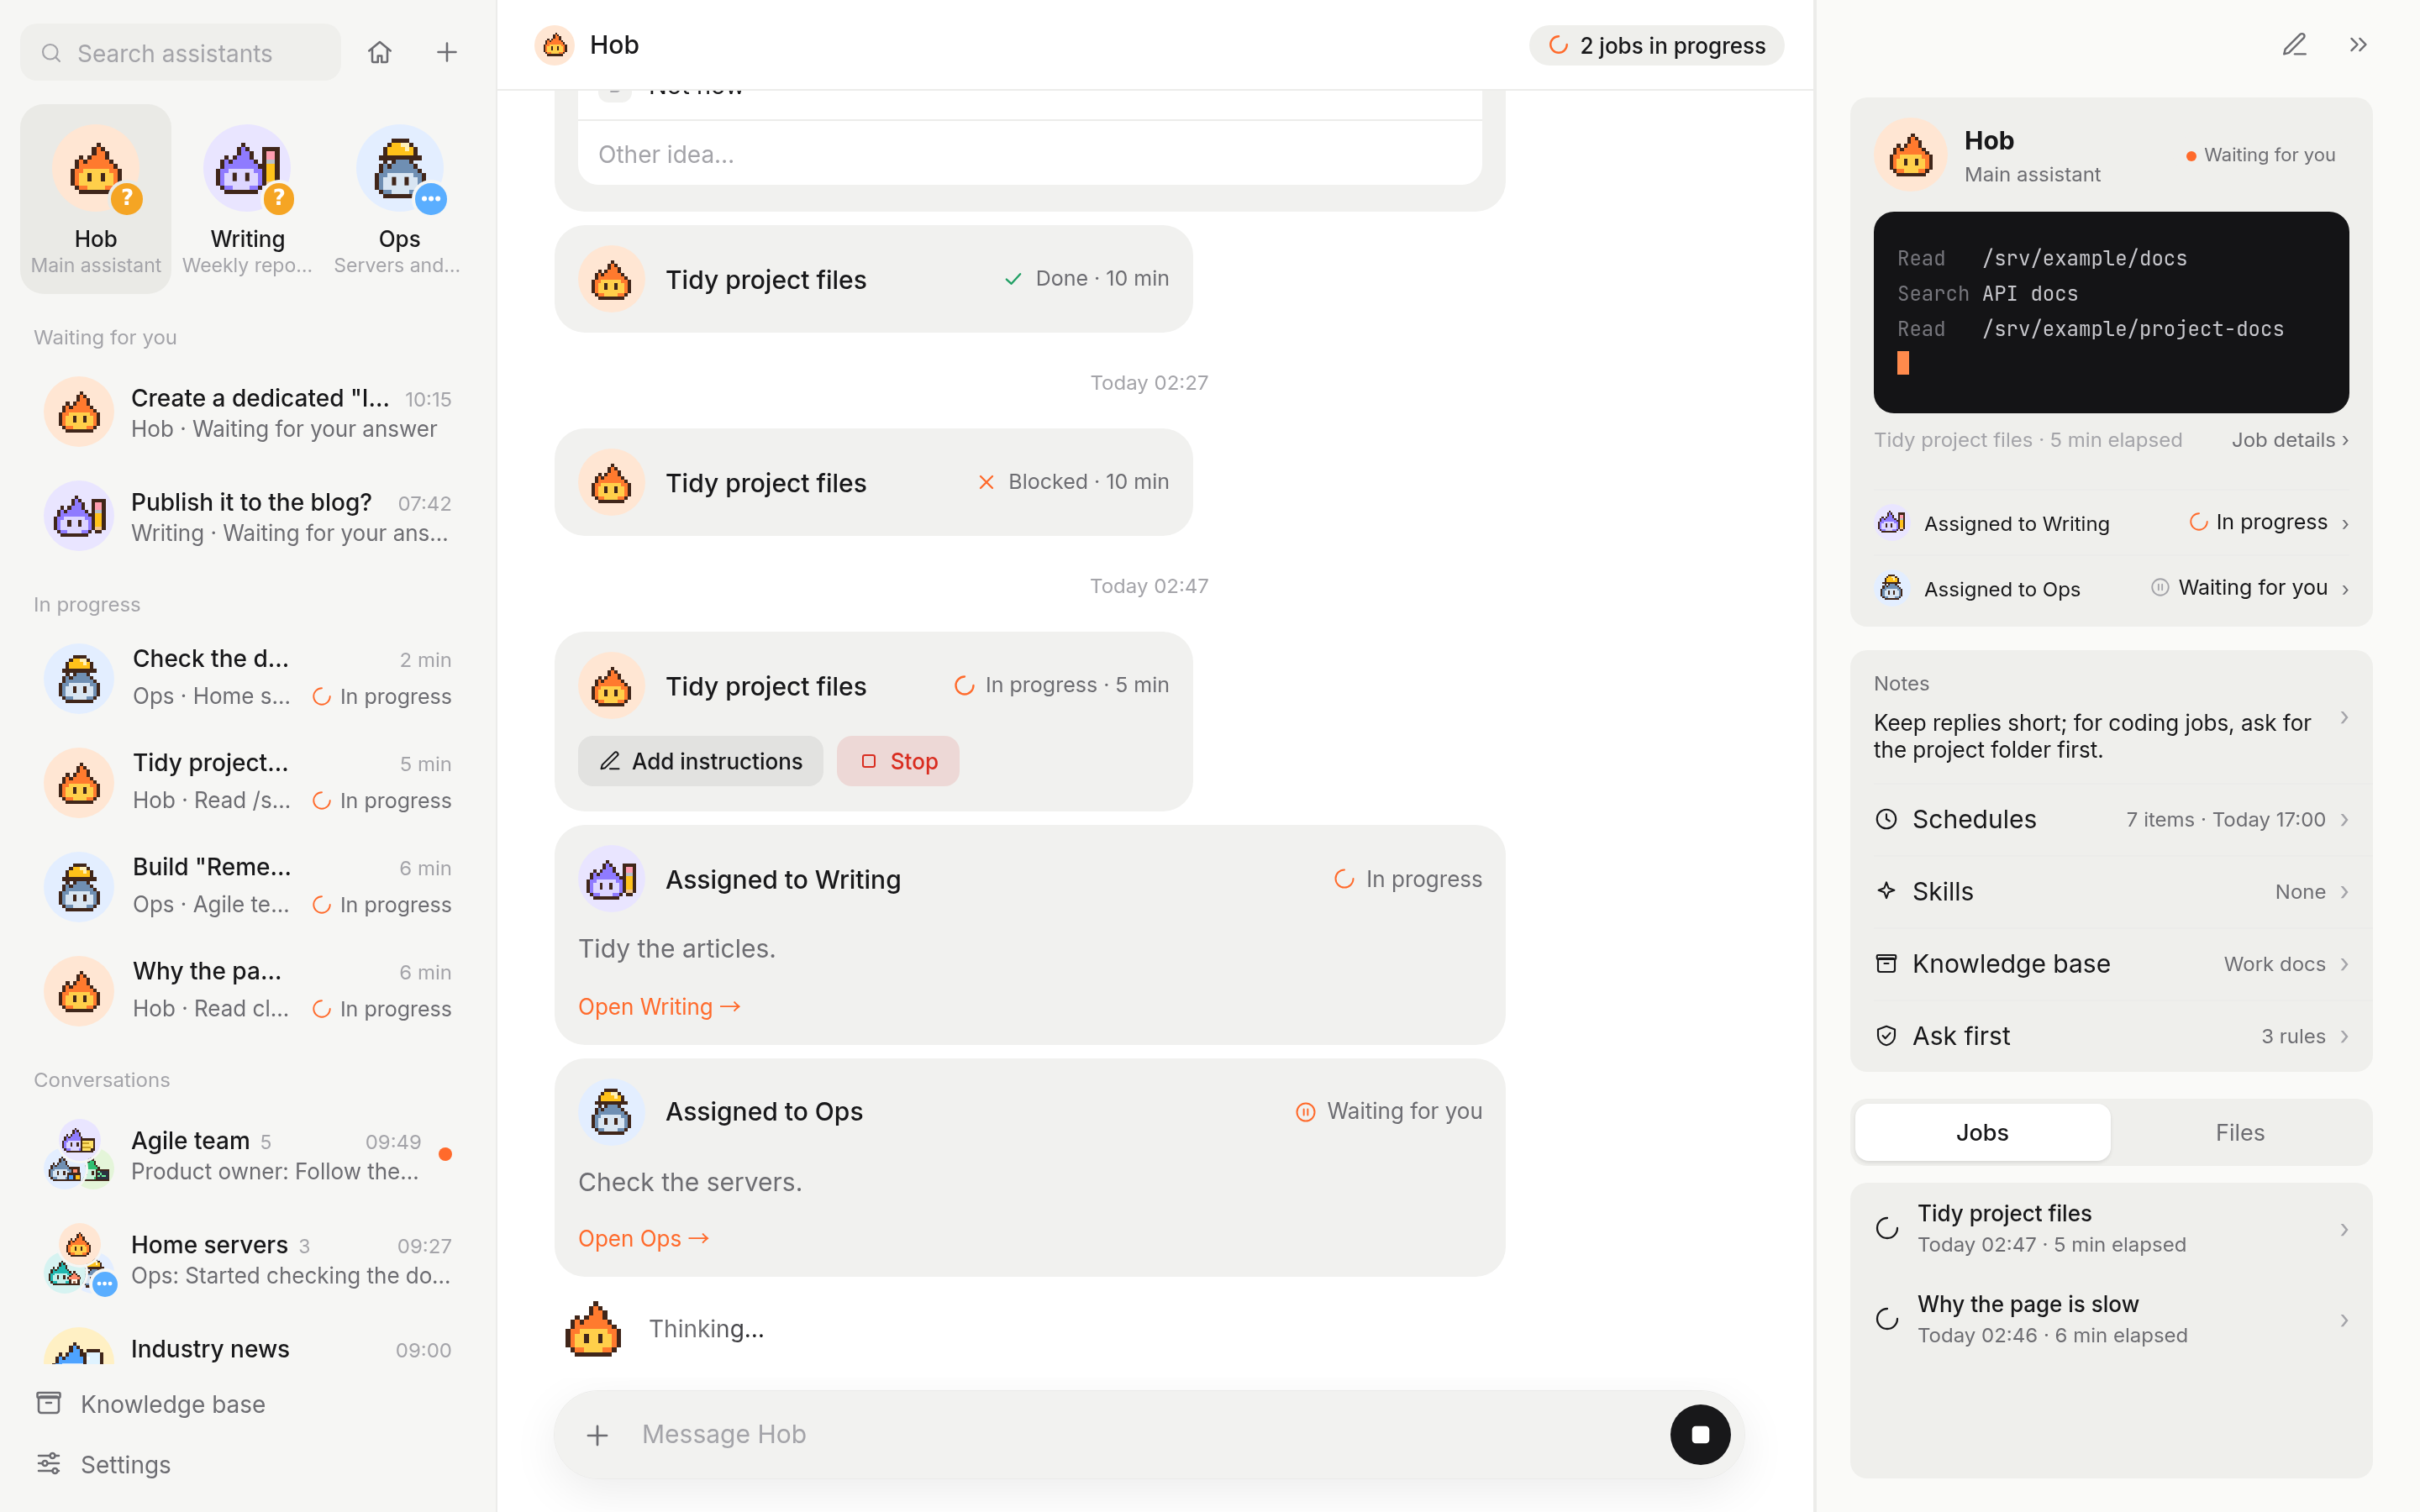 Search assistants
Hob
Main assistant
Writing
Weekly repo...
Ops
Servers and...
Waiting for you
Create a dedicated "I... 10:15
Hob · Waiting for your answer
Publish it to the blog? 07:42
Writing · Waiting for your ans...
In progress
Check the d... 2 min
Ops · Home s... In progress
Tidy project... 5 min
Hob · Read /s... In progress
Build "Reme... 6 min
Ops · Agile te... In progress
Why the pa... 6 min
Hob · Read cl... In progress
Conversations
Agile team 5 09:49
Product owner: Follow the...
Home servers 3 09:27
Ops: Started checking the do...
Industry news 09:00
Knowledge base
Settings
Hob
2 jobs in progress
Not now
Other idea...
Tidy project files Done · 10 min
Today 02:27
Tidy project files Blocked · 10 min
Today 02:47
Tidy project files In progress · 5 min
Add instructions Stop
Assigned to Writing In progress
Tidy the articles.
Open Writing →
Assigned to Ops Waiting for you
Check the servers.
Open Ops →
Thinking...
Message Hob
Hob
Main assistant
Waiting for you
Read /srv/example/docs
Search API docs
Read /srv/example/project-docs
Tidy project files · 5 min elapsed Job details ›
Assigned to Writing In progress ›
Assigned to Ops Waiting for you ›
Notes
Keep replies short; for coding jobs, ask for
the project folder first.
Schedules 7 items · Today 17:00
Skills None
Knowledge base Work docs
Ask first 3 rules
Jobs Files
Tidy project files
Today 02:47 · 5 min elapsed
Why the page is slow
Today 02:46 · 6 min elapsed